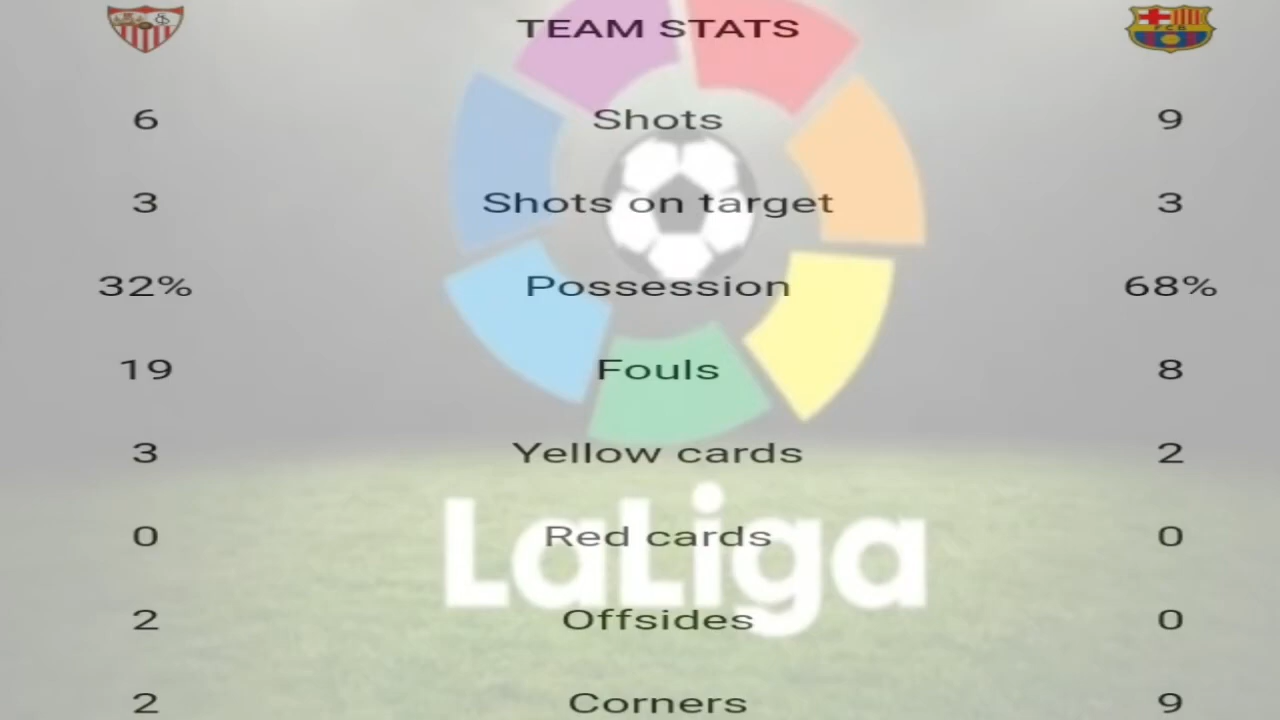 TEAM STATS
FCB
6 Shots 9
3 Shots on target 3
32% Possession 68%
19 Fouls 8
3 Yellow cards 2
0 Red cards 0
LaLiga
2 Offsides 0
2 Corners 9